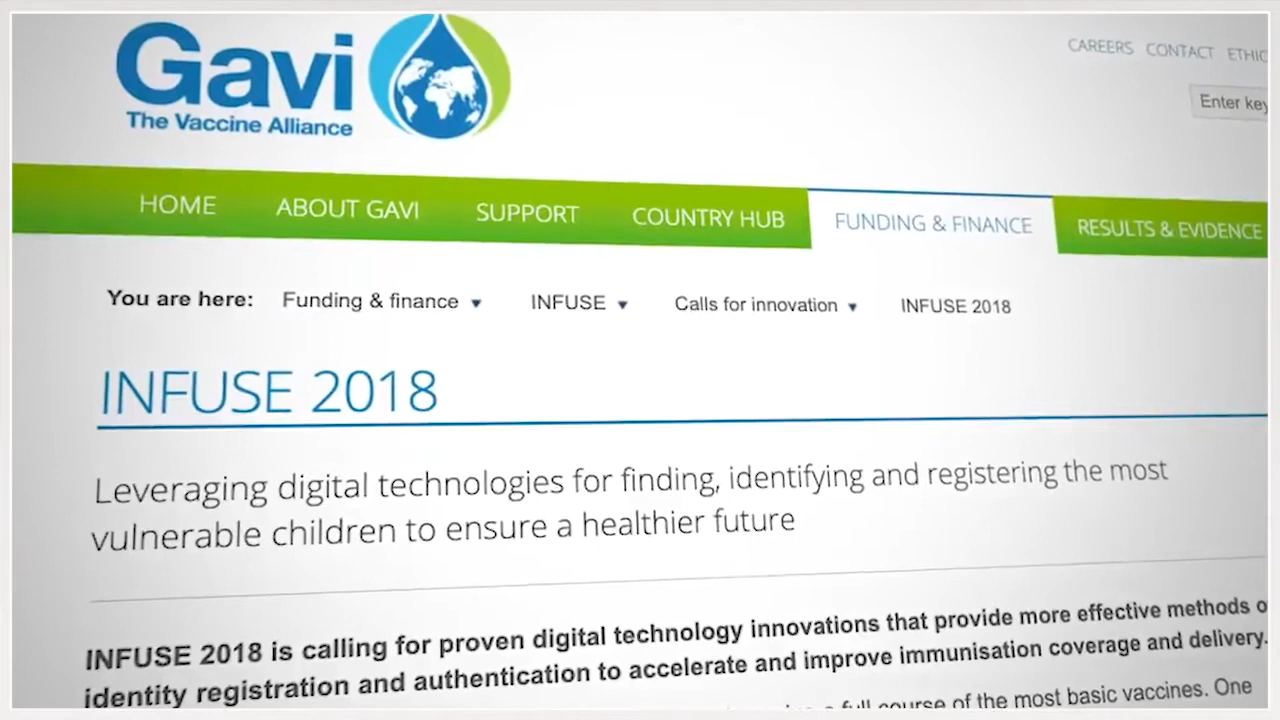 Gavi
The Vaccine Alliance
CAREERS CONTACT
Enter
HOME ABOUT GAVI SUPPORT COUNTRY HUB FUNDING & FINANCE RESULTS & EVIDENCE
You are here: Funding & finance INFUSE Calls for innovation INFUSE 2018
INFUSE 2018
Leveraging digital technologies for finding, identifying and registering the most
vulnerable children to ensure a healthier future
INFUSE 2018 is calling for proven digital technology innovations that provide more effective methods
identity registration and authentication to accelerate and improve immunisation coverage and delivery.
full course of the most basic vaccines. One